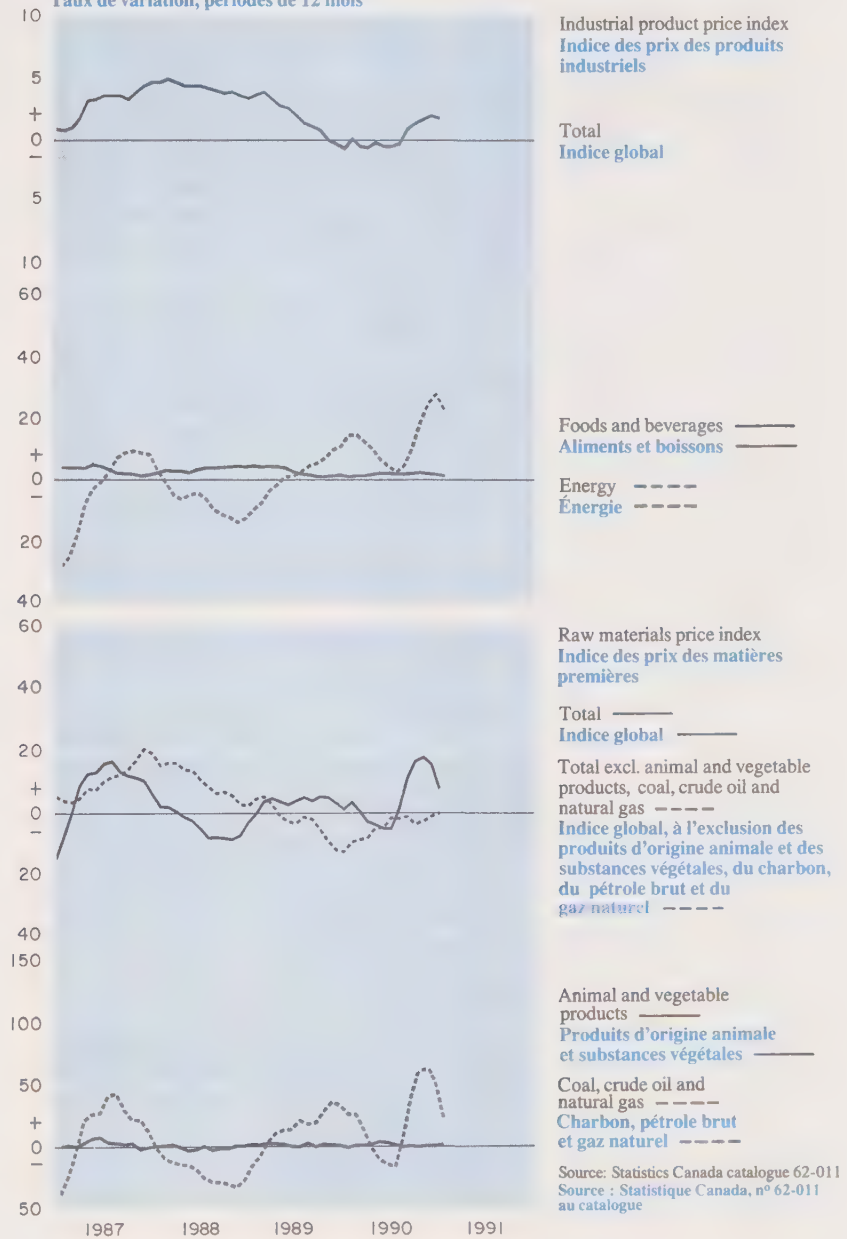 Taux de variation, périodes de 12 mois
10
5
+
0
−
5
10
Industrial product price index
Indice des prix des produits
industriels
Total
Indice global
60
40
20
+
0
−
20
40
Foods and beverages
Aliments et boissons
Energy
Énergie
60
40
20
+
0
−
20
40
Raw materials price index
Indice des prix des matières
premières
Total
Indice global
Total excl. animal and vegetable
products, coal, crude oil and
natural gas
Indice global, à l'exclusion des
produits d'origine animale et des
substances végétales, du charbon,
du pétrole brut et du
gaz naturel
150
100
50
+
0
−
50
Animal and vegetable
products
Produits d'origine animale
et substances végétales
Coal, crude oil and
natural gas
Charbon, pétrole brut
et gaz naturel
Source: Statistics Canada catalogue 62-011
Source : Statistique Canada, nº 62-011
au catalogue
1987 1988 1989 1990 1991